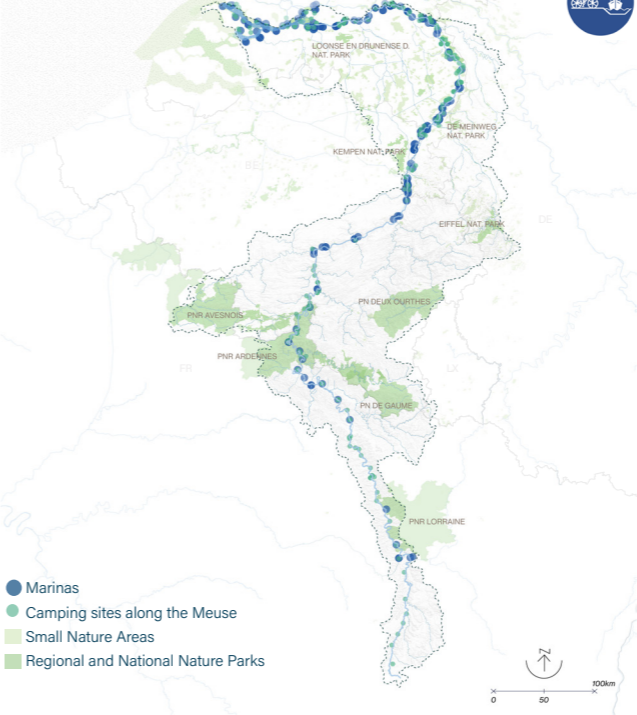 LOONSE EN DRUNENSE D.
NAT. PARK
DE MEINWEG
NAT. PARK
KEMPEN NAT. PARK
EIFFEL NAT. PARK
DE
PN DEUX OURTHES
PNR AVESNOIS
PNR ARDENNES
FR
LX
PN DE GAUME
PNR LORRAINE
Marinas
Camping sites along the Meuse
Small Nature Areas
Regional and National Nature Parks
N
100km
0
50